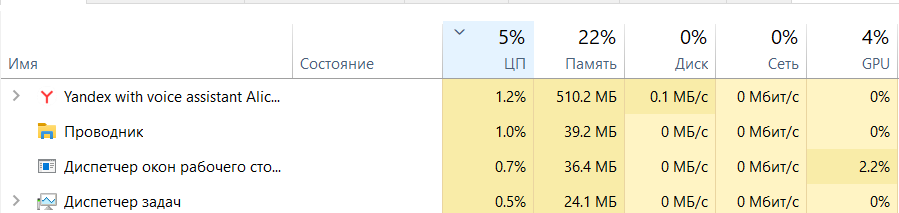 5% 22% 0% 0% 4%
Имя Состояние ЦП Память Диск Сеть GPU
Yandex with voice assistant Alic... 1.2% 510.2 МБ 0.1 МБ/с 0 Мбит/с 0%
Проводник 1.0% 39.2 МБ 0 МБ/с 0 Мбит/с 0%
Диспетчер окон рабочего сто... 0.7% 36.4 МБ 0 МБ/с 0 Мбит/с 2.2%
Диспетчер задач 0.5% 24.1 МБ 0 МБ/с 0 Мбит/с 0%